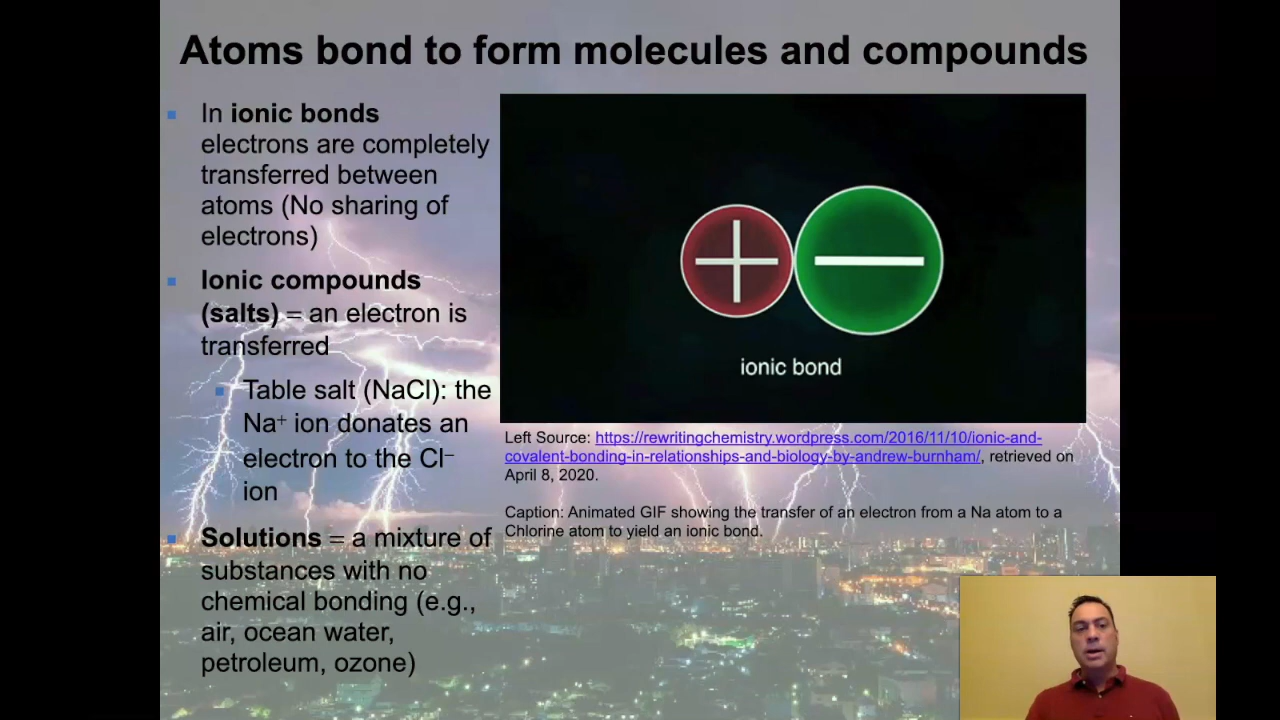 Atoms bond to form molecules and compounds
In ionic bonds
electrons are completely
transferred between
atoms (No sharing of
electrons)
Ionic compounds
(salts) = an electron is
transferred
Table salt (NaCl): the
Na⁺ ion donates an
electron to the Cl⁻
ion
Solutions = a mixture of
substances with no
chemical bonding (e.g.,
air, ocean water,
petroleum, ozone)
ionic bond
Left Source: https://rewritingchemistry.wordpress.com/2016/11/10/ionic-and-
covalent-bonding-in-relationships-and-biology-by-andrew-burnham/, retrieved on
April 8, 2020.
Caption: Animated GIF showing the transfer of an electron from a Na atom to a
Chlorine atom to yield an ionic bond.